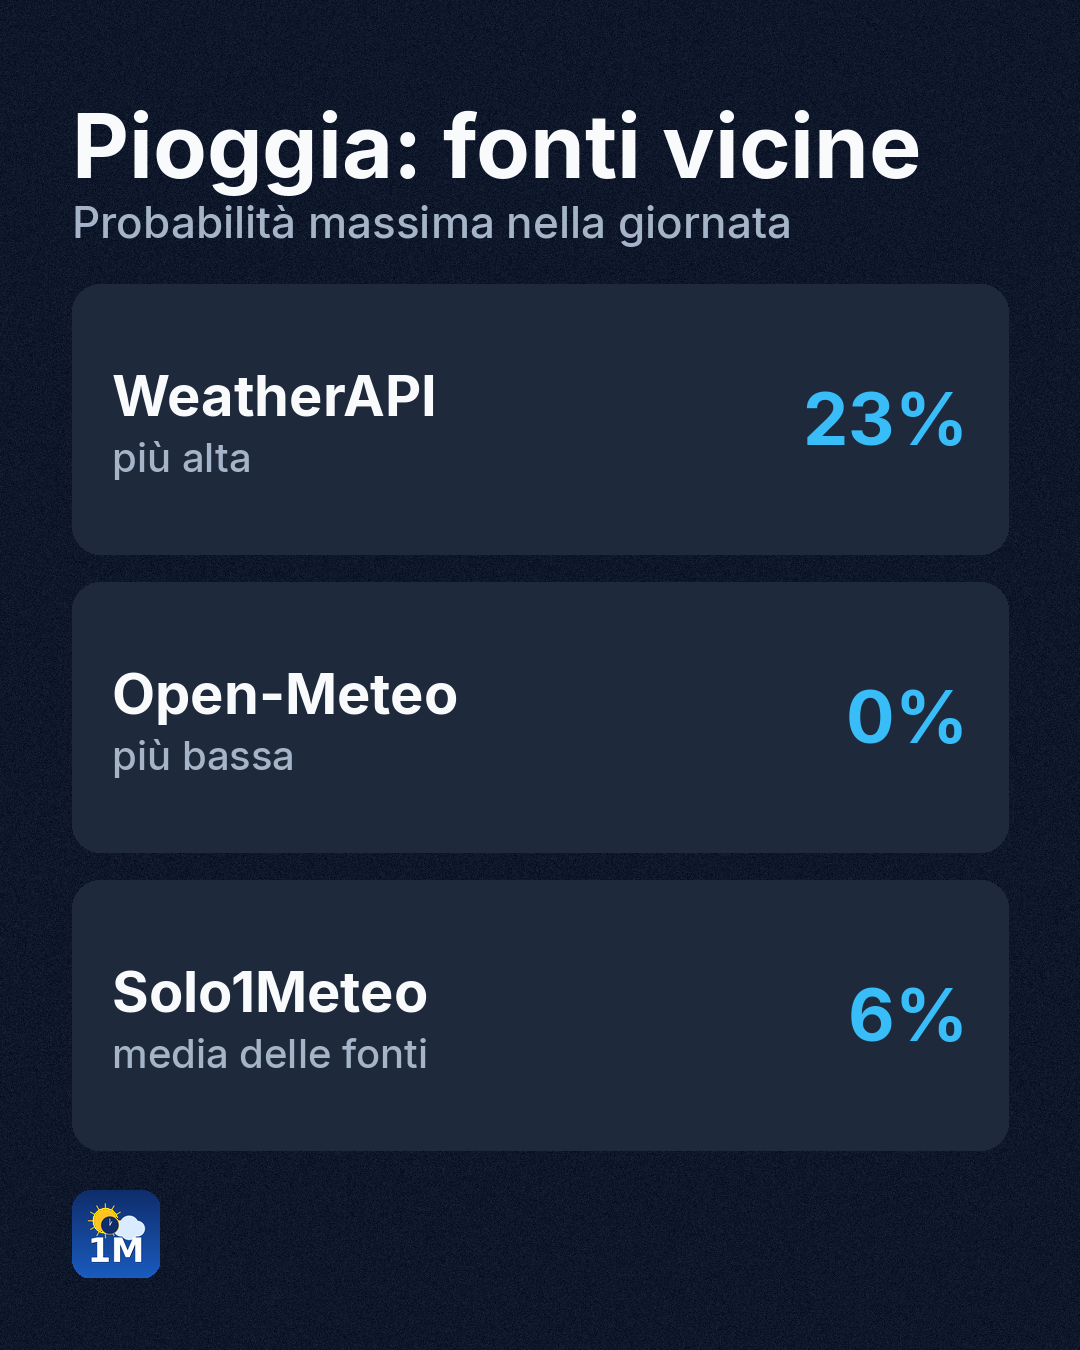 Pioggia: fonti vicine
Probabilità massima nella giornata
WeatherAPI
più alta
23%
Open-Meteo
più bassa
0%
Solo1Meteo
media delle fonti
6%
1M